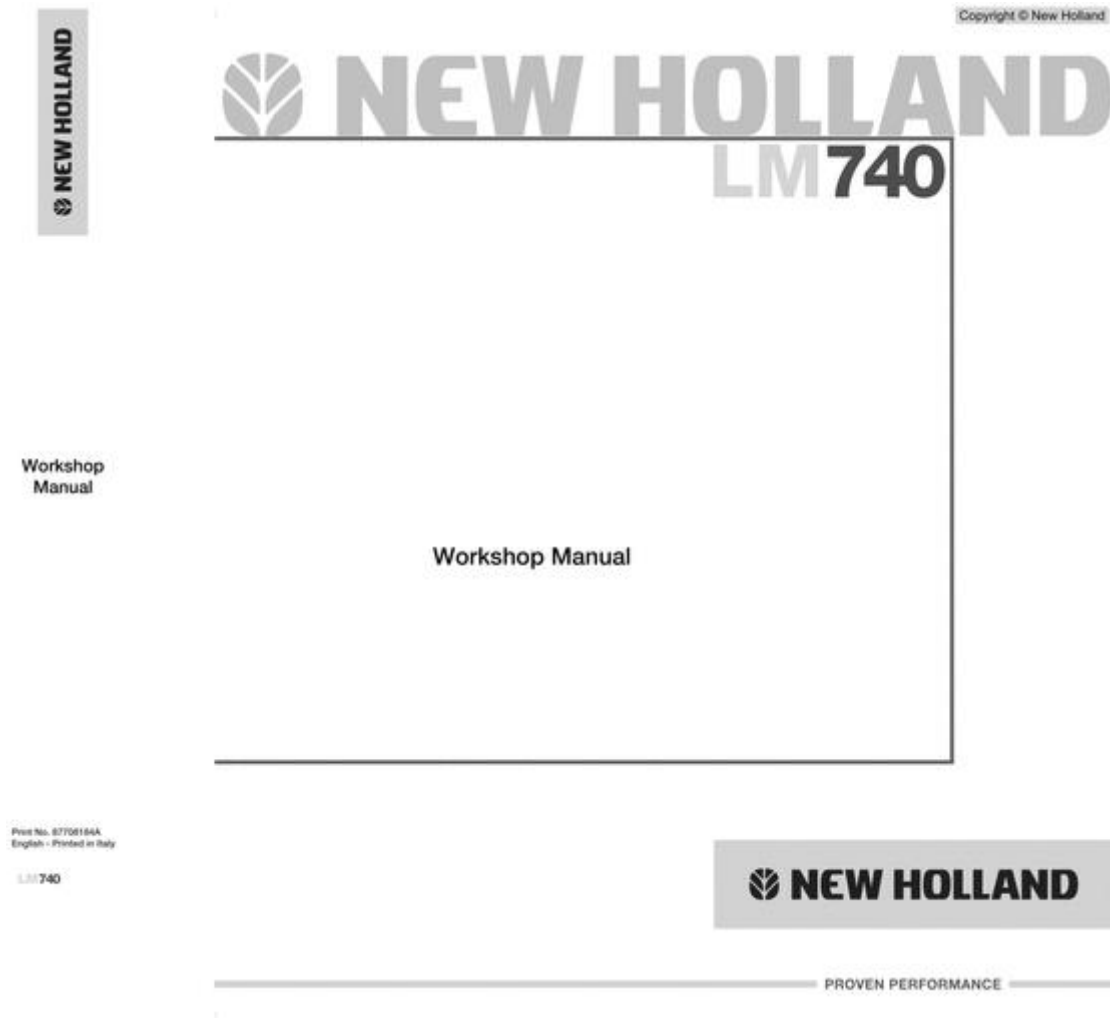 NEW HOLLAND
Workshop
Manual
Print No. 87708184A
English - Printed in Italy
LM740
Copyright © New Holland
NEW HOLLAND
LM740
Workshop Manual
NEW HOLLAND
PROVEN PERFORMANCE